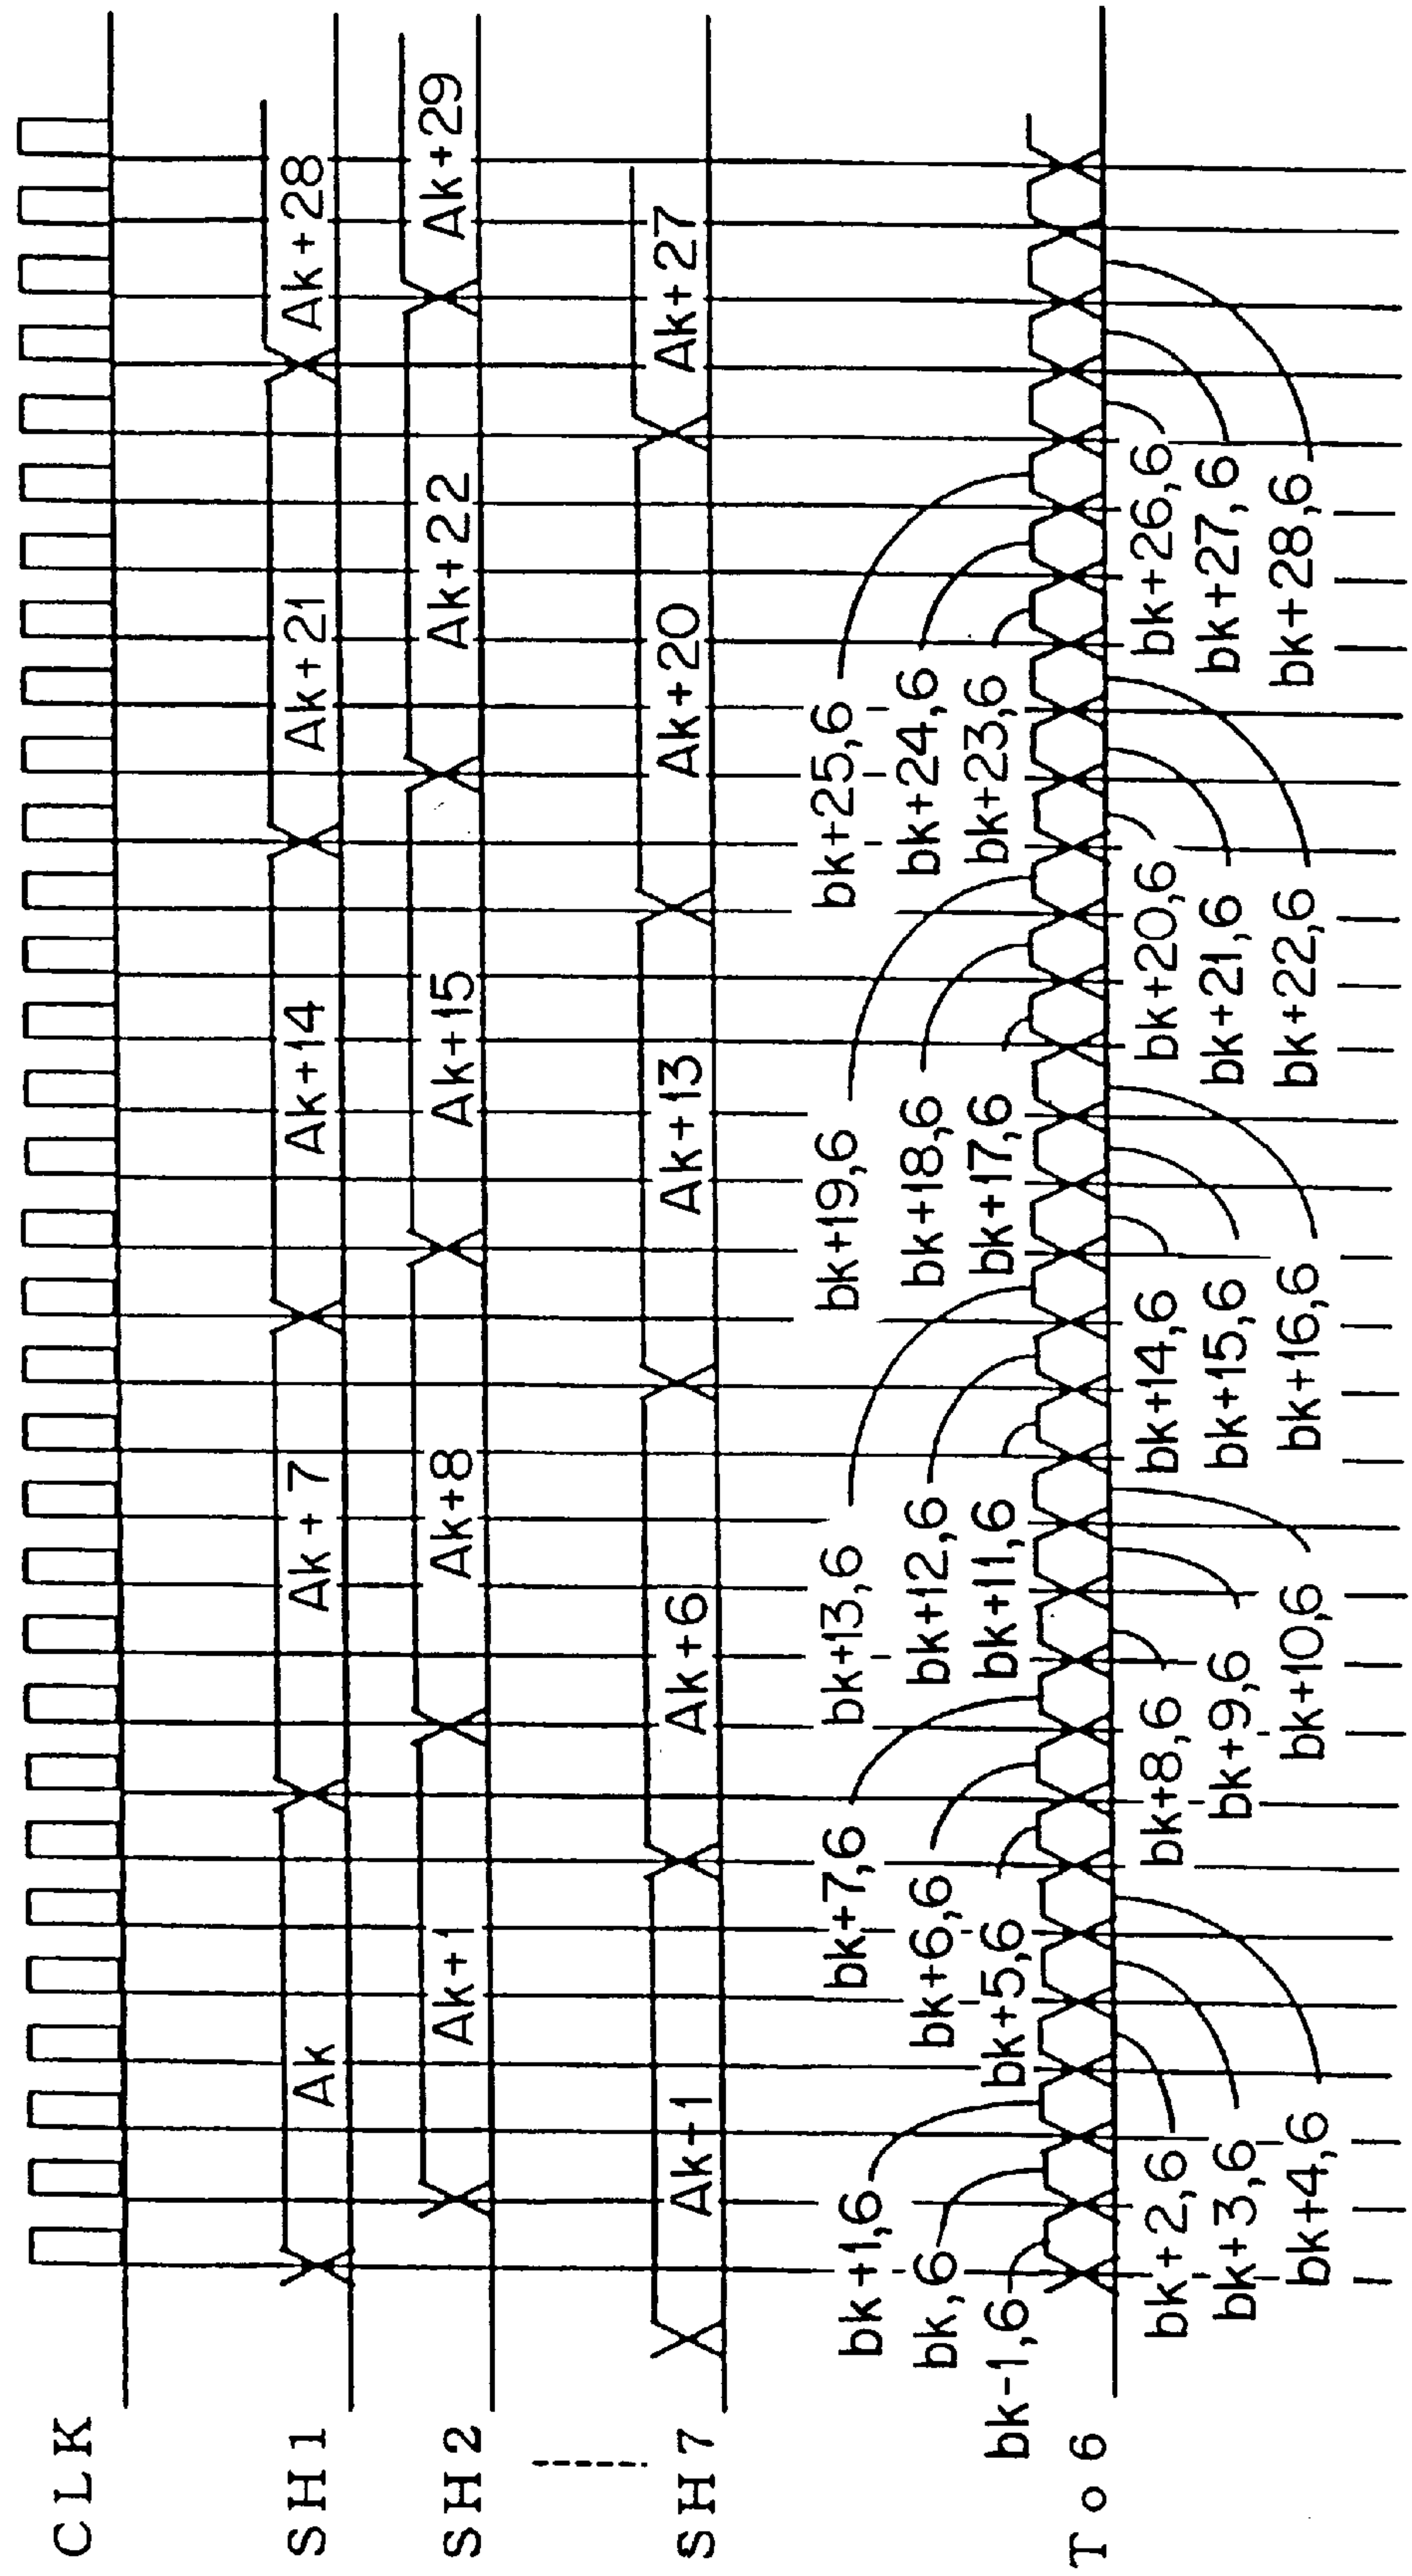 CLK
SH1
Ak
Ak+7
Ak+14
Ak+21
Ak+28
SH2
Ak+1
Ak+8
Ak+15
Ak+22
Ak+29
SH7
Ak+1
Ak+6
Ak+13
Ak+20
Ak+27
To6
bk+1,6
bk,6
bk-1,6
bk+7,6
bk+6,6
bk+5,6
bk+13,6
bk+12,6
bk+11,6
bk+19,6
bk+18,6
bk+17,6
bk+25,6
bk+24,6
bk+23,6
bk+2,6
bk+3,6
bk+4,6
bk+8,6
bk+9,6
bk+10,6
bk+14,6
bk+15,6
bk+16,6
bk+20,6
bk+21,6
bk+22,6
bk+26,6
bk+27,6
bk+28,6